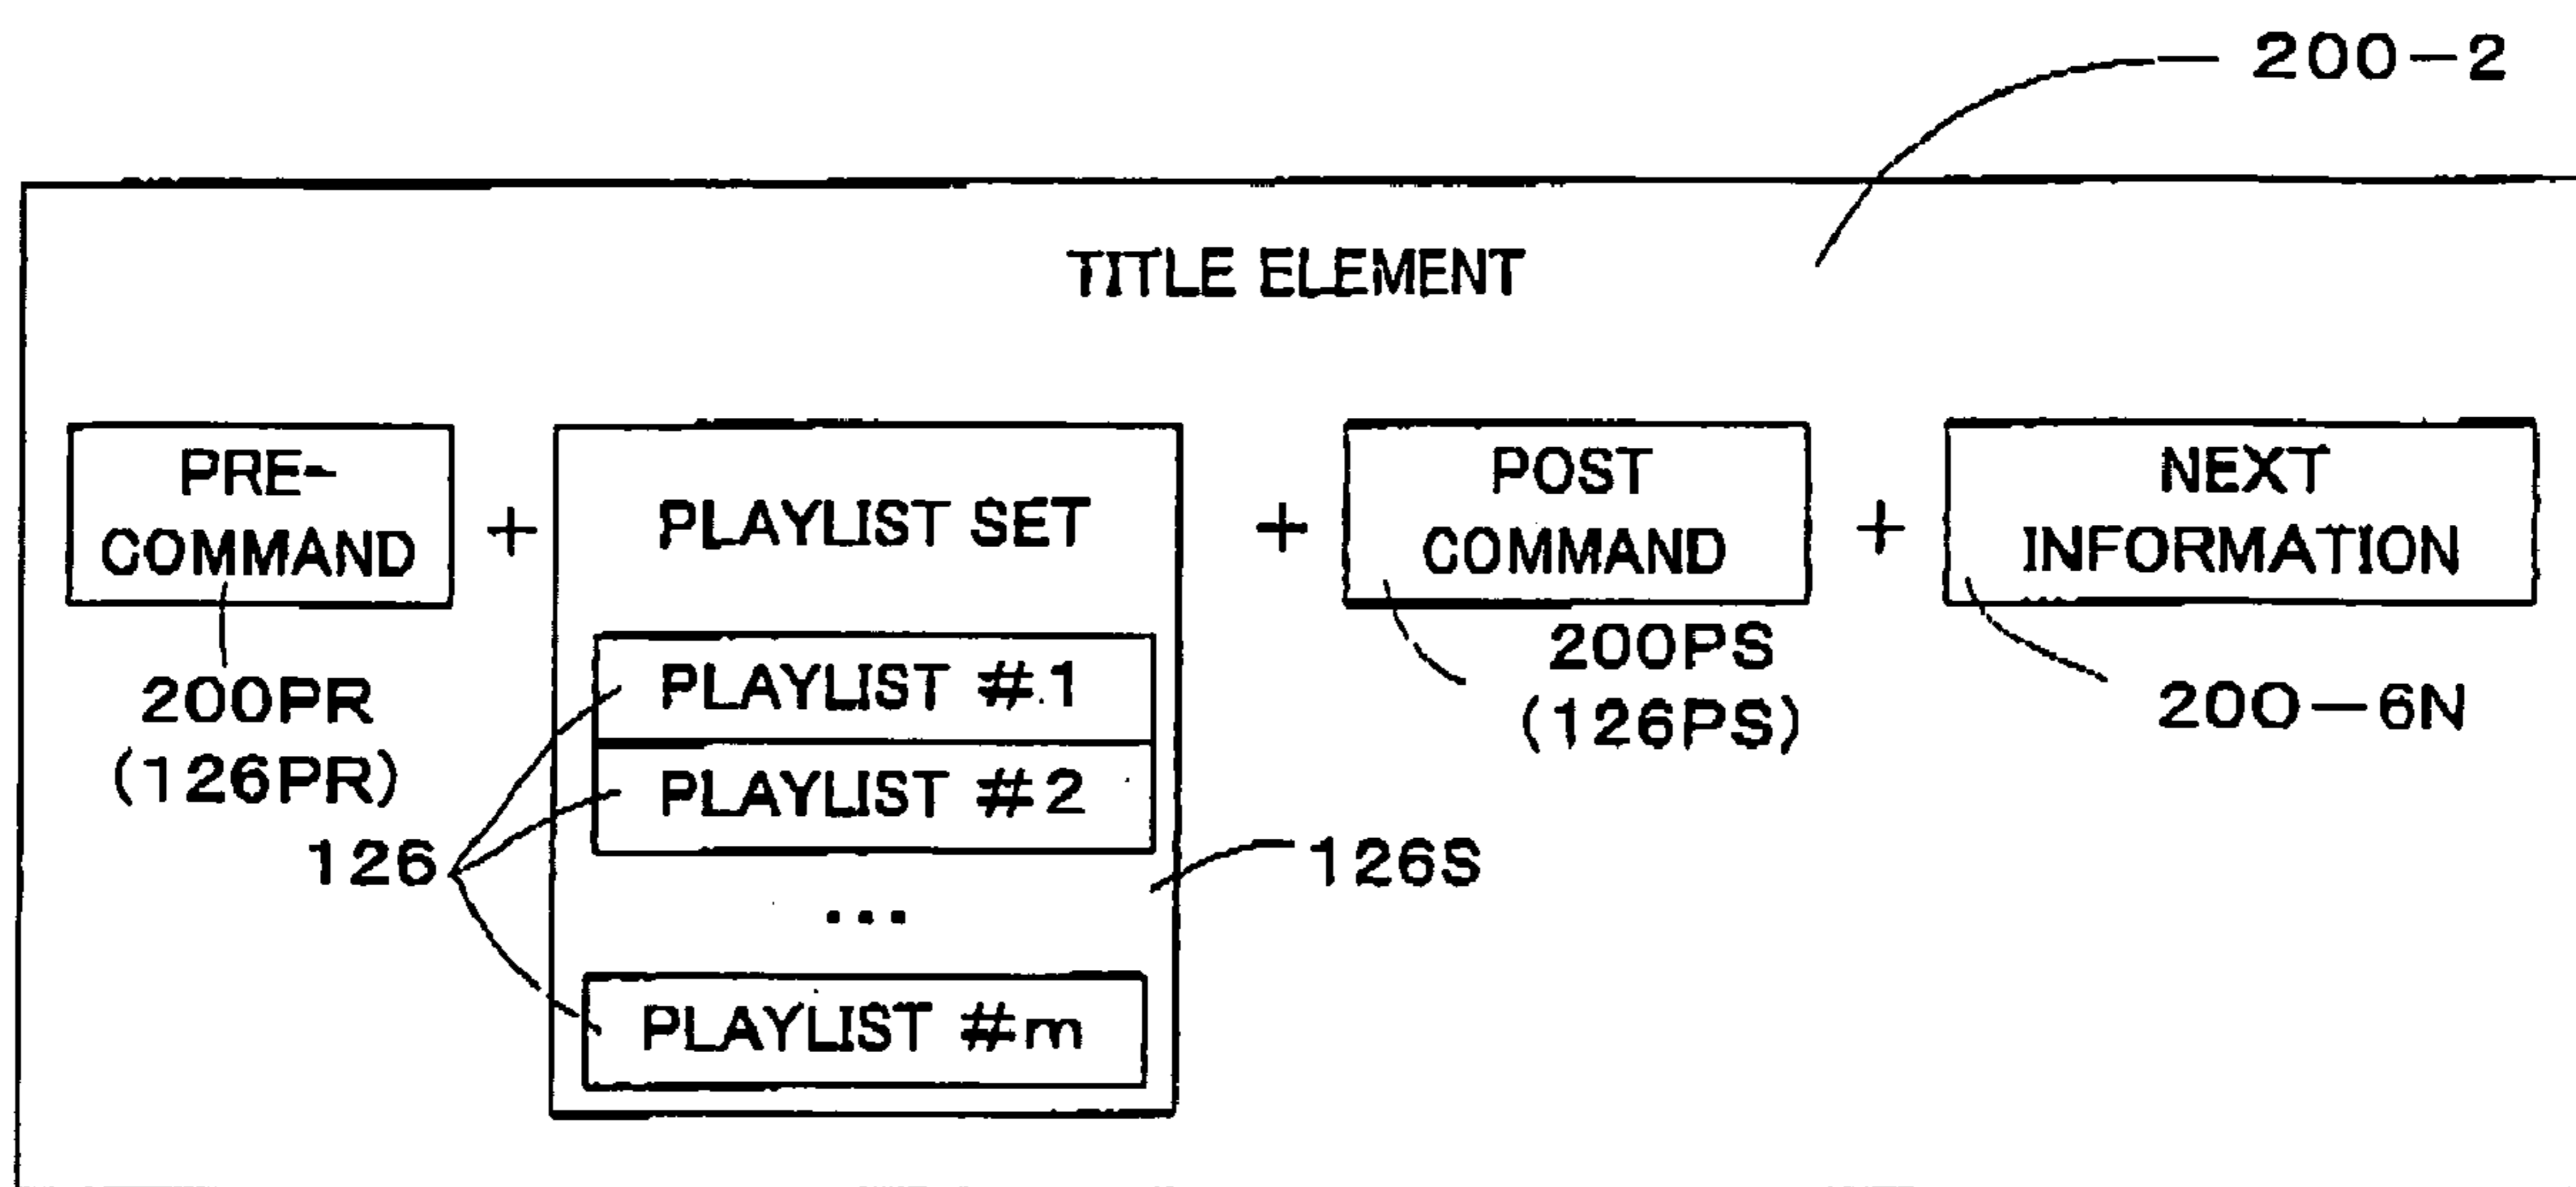 200-2
TITLE ELEMENT
PRE-
COMMAND
+
PLAYLIST SET
+
POST
COMMAND
+
NEXT
INFORMATION
200PR
(126PR)
PLAYLIST #1
PLAYLIST #2
...
PLAYLIST #m
126
126S
200PS
(126PS)
200-6N